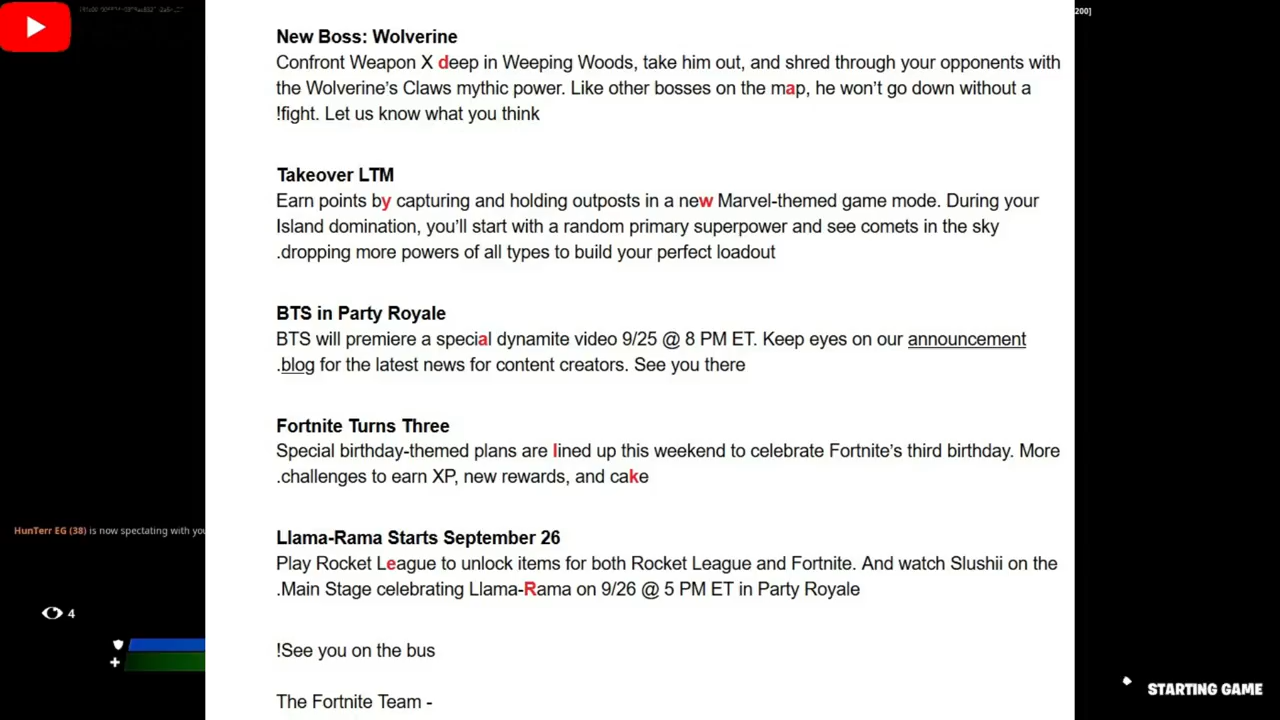 200]
New Boss: Wolverine
Confront Weapon X deep in Weeping Woods, take him out, and shred through your opponents with
the Wolverine’s Claws mythic power. Like other bosses on the map, he won’t go down without a
!fight. Let us know what you think
Takeover LTM
Earn points by capturing and holding outposts in a new Marvel-themed game mode. During your
Island domination, you’ll start with a random primary superpower and see comets in the sky
.dropping more powers of all types to build your perfect loadout
BTS in Party Royale
BTS will premiere a special dynamite video 9/25 @ 8 PM ET. Keep eyes on our announcement
.blog for the latest news for content creators. See you there
Fortnite Turns Three
Special birthday-themed plans are lined up this weekend to celebrate Fortnite’s third birthday. More
.challenges to earn XP, new rewards, and cake
HunTerr EG (38) is now spectating with you
Llama-Rama Starts September 26
Play Rocket League to unlock items for both Rocket League and Fortnite. And watch Slushii on the
.Main Stage celebrating Llama-Rama on 9/26 @ 5 PM ET in Party Royale
4
!See you on the bus
STARTING GAME
The Fortnite Team -